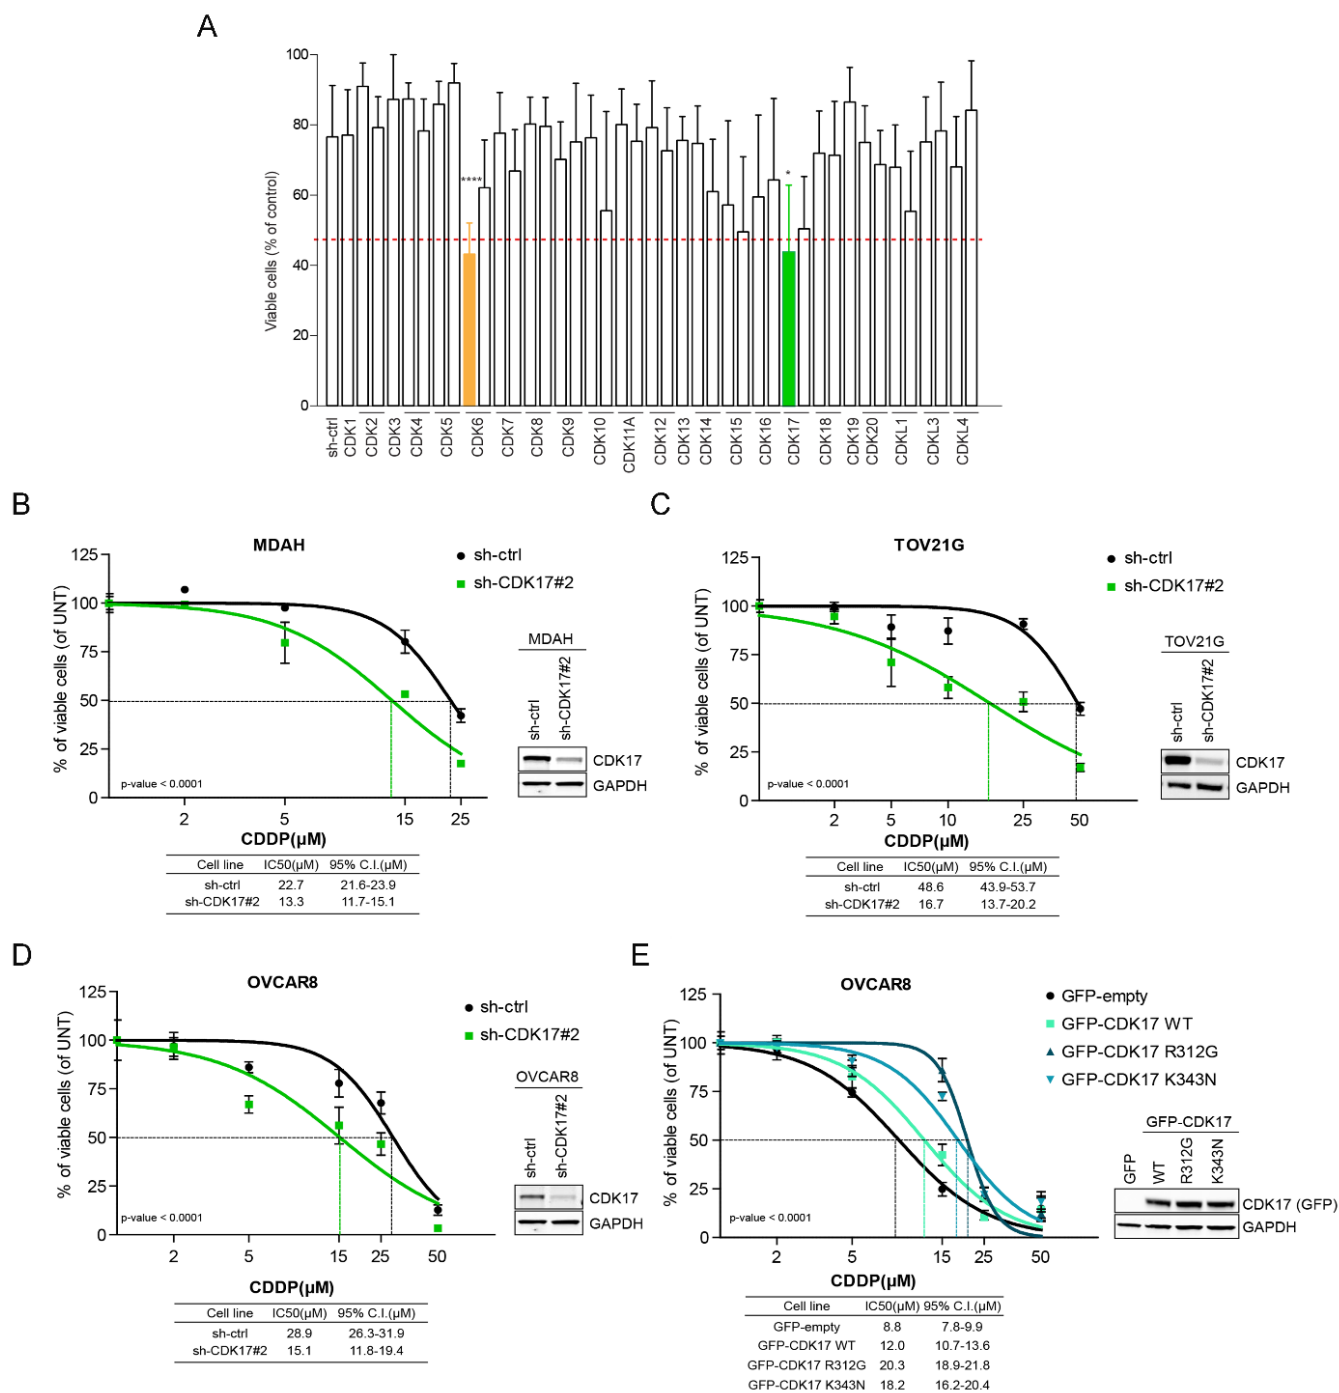 A
Viable cells (% of control)
100
80
60
40
20
0
****
*
sh-ctrl
CDK1
CDK2
CDK3
CDK4
CDK5
CDK6
CDK7
CDK8
CDK9
CDK10
CDK11A
CDK12
CDK13
CDK14
CDK15
CDK16
CDK17
CDK18
CDK19
CDK20
CDKL1
CDKL3
CDKL4
B
MDAH
% of viable cells (of UNT)
125
100
75
50
25
0
p-value < 0.0001
2 5 15 25
CDDP(µM)
sh-ctrl
sh-CDK17#2
MDAH
sh-ctrl
sh-CDK17#2
CDK17
GAPDH
Cell line IC50(µM) 95% C.I.(µM)
sh-ctrl 22.7 21.6-23.9
sh-CDK17#2 13.3 11.7-15.1
C
TOV21G
% of viable cells (of UNT)
125
100
75
50
25
0
p-value < 0.0001
2 5 10 25 50
CDDP(µM)
sh-ctrl
sh-CDK17#2
TOV21G
sh-ctrl
sh-CDK17#2
CDK17
GAPDH
Cell line IC50(µM) 95% C.I.(µM)
sh-ctrl 48.6 43.9-53.7
sh-CDK17#2 16.7 13.7-20.2
D
OVCAR8
% of viable cells (of UNT)
125
100
75
50
25
0
p-value < 0.0001
2 5 15 25 50
CDDP(µM)
sh-ctrl
sh-CDK17#2
OVCAR8
sh-ctrl
sh-CDK17#2
CDK17
GAPDH
Cell line IC50(µM) 95% C.I.(µM)
sh-ctrl 28.9 26.3-31.9
sh-CDK17#2 15.1 11.8-19.4
E
OVCAR8
% of viable cells (of UNT)
125
100
75
50
25
0
p-value < 0.0001
2 5 15 25 50
CDDP(µM)
GFP-empty
GFP-CDK17 WT
GFP-CDK17 R312G
GFP-CDK17 K343N
GFP-CDK17
GFP
WT
R312G
K343N
CDK17 (GFP)
GAPDH
Cell line IC50(µM) 95% C.I.(µM)
GFP-empty 8.8 7.8-9.9
GFP-CDK17 WT 12.0 10.7-13.6
GFP-CDK17 R312G 20.3 18.9-21.8
GFP-CDK17 K343N 18.2 16.2-20.4